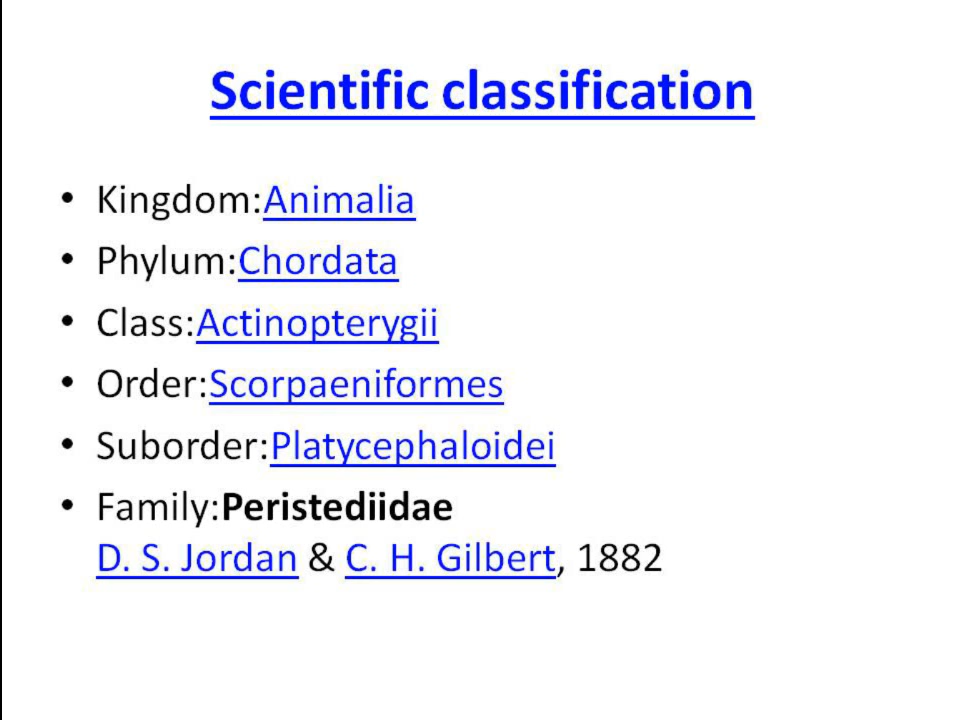 Scientific classification
• Kingdom:Animalia
• Phylum:Chordata
• Class:Actinopterygii
• Order:Scorpaeniformes
• Suborder:Platycephaloidei
• Family:Peristediidae
D. S. Jordan & C. H. Gilbert, 1882